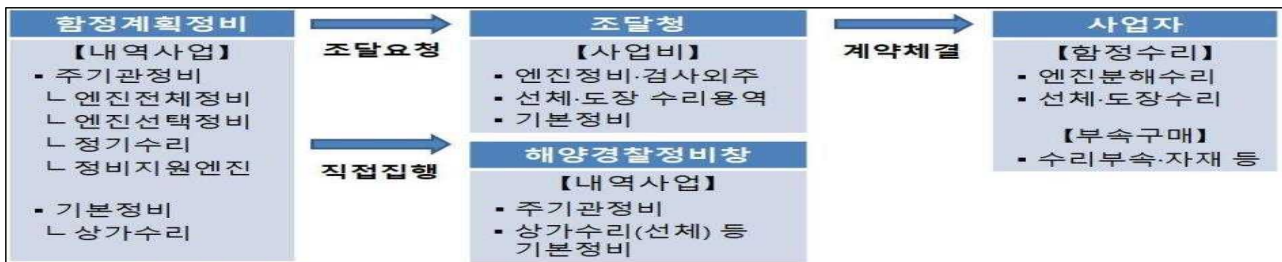 함정계획정비
【내역사업】
▪ 주기관정비
ㄴ엔진전체정비
ㄴ엔진선택정비
ㄴ정기수리
ㄴ정비지원엔진
▪ 기본정비
ㄴ상가수리
조달요청
직접집행
조달청
【사업비】
▪ 엔진정비·검사외주
▪ 선체·도장 수리용역
▪ 기본정비
해양경찰정비창
【내역사업】
▪ 주기관정비
▪ 상가수리(선체) 등
기본정비
계약체결
사업자
【함정수리】
▪ 엔진분해수리
▪ 선체·도장수리
【부속구매】
▪ 수리부속·자재 등